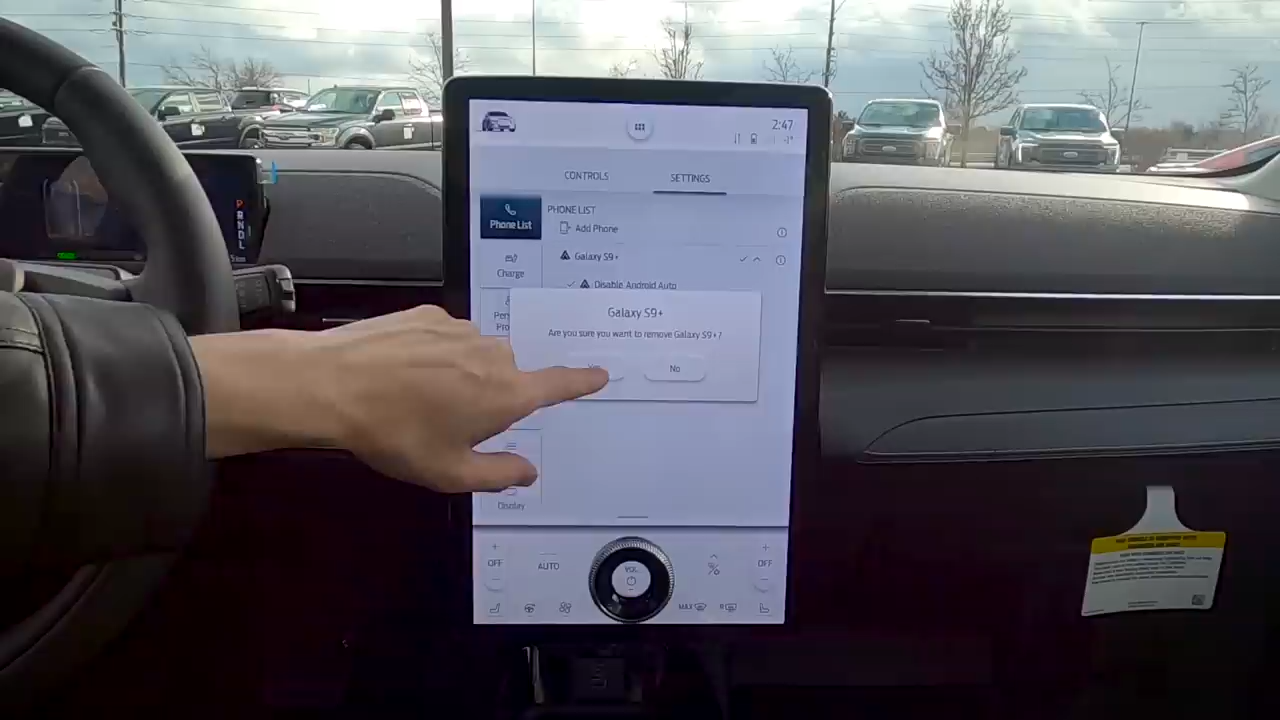 2:47
CONTROLS
SETTINGS
Phone List
PHONE LIST
Add Phone
Galaxy S9+
Charge
Disable Android Auto
Galaxy S9+
Are you sure you want to remove Galaxy S9+?
No
Display
OFF
AUTO
VOL
OFF
MAX
R
P
R
N
D
L